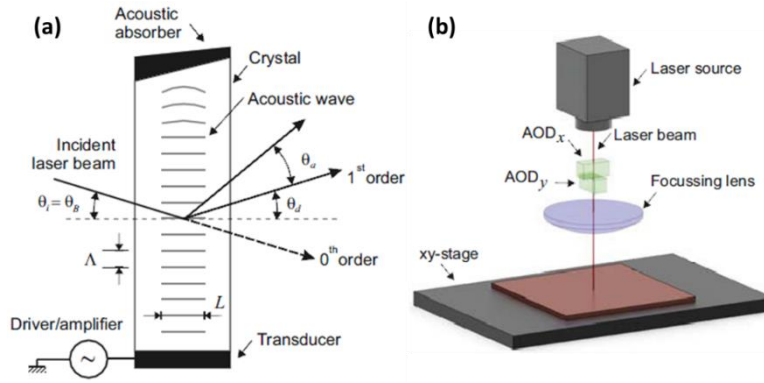 (a)
Acoustic
absorber
Crystal
Acoustic wave
Incident
laser beam
θa
1st order
θi = θB
θd
0th order
Λ
L
Driver/amplifier
~
Transducer
(b)
Laser source
AODx
Laser beam
AODy
Focussing lens
xy-stage